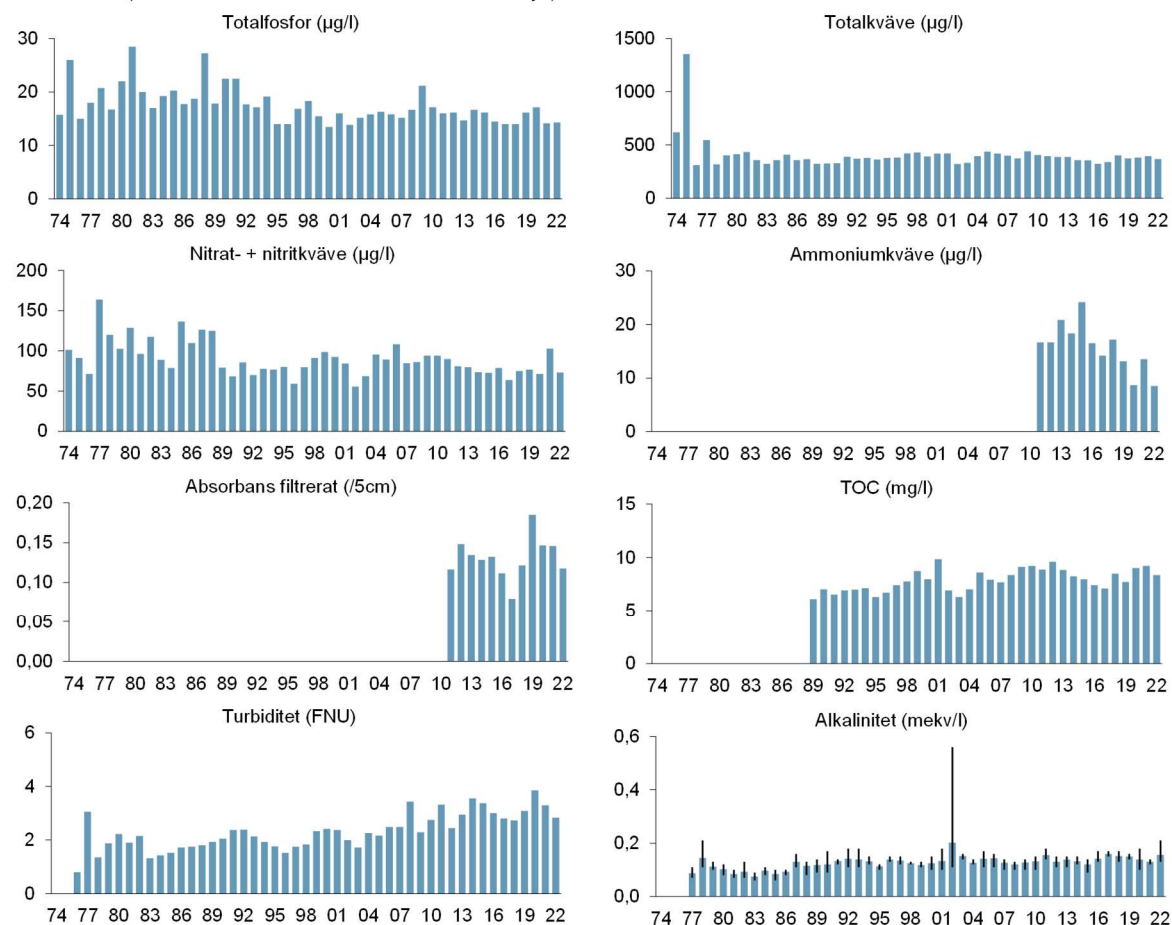 Totalfosfor (µg/l)
30
20
10
0
74 77 80 83 86 89 92 95 98 01 04 07 10 13 16 19 22
Totalkväve (µg/l)
1500
1000
500
0
74 77 80 83 86 89 92 95 98 01 04 07 10 13 16 19 22
Nitrat- + nitritkväve (µg/l)
200
150
100
50
0
74 77 80 83 86 89 92 95 98 01 04 07 10 13 16 19 22
Ammoniumkväve (µg/l)
30
20
10
0
74 77 80 83 86 89 92 95 98 01 04 07 10 13 16 19 22
Absorbans filtrerat (/5cm)
0,20
0,15
0,10
0,05
0,00
74 77 80 83 86 89 92 95 98 01 04 07 10 13 16 19 22
TOC (mg/l)
15
10
5
0
74 77 80 83 86 89 92 95 98 01 04 07 10 13 16 19 22
Turbiditet (FNU)
6
4
2
0
74 77 80 83 86 89 92 95 98 01 04 07 10 13 16 19 22
Alkalinitet (mekv/l)
0,6
0,4
0,2
0,0
74 77 80 83 86 89 92 95 98 01 04 07 10 13 16 19 22